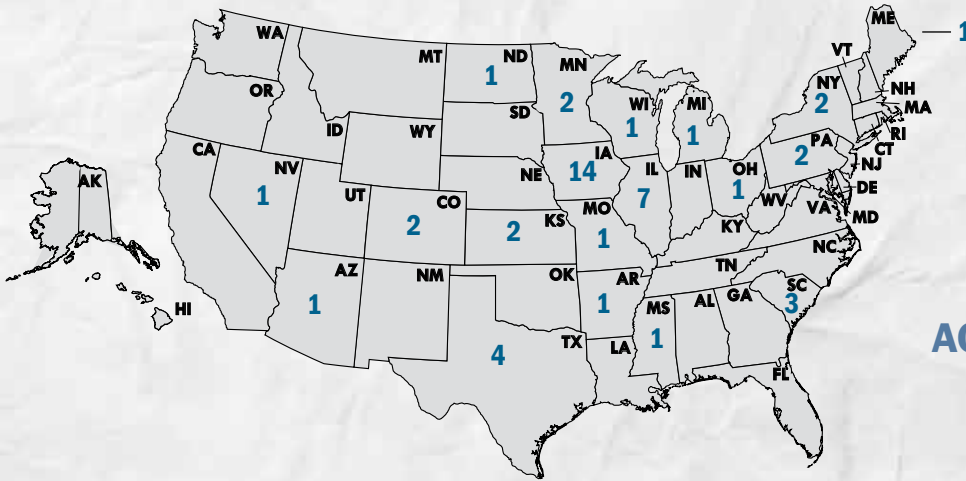 ME
1
WA
MT
ND
1
MN
2
VT
NY
2
NH
MA
OR
ID
WY
SD
WI
1
MI
1
RI
CT
CA
NV
1
UT
CO
2
NE
IA
14
IL
7
IN
OH
1
PA
2
NJ
DE
MD
KS
2
MO
1
KY
WV
VA
AK
AZ
1
NM
OK
AR
1
TN
NC
HI
TX
4
LA
MS
1
AL
GA
SC
3
FL
AC